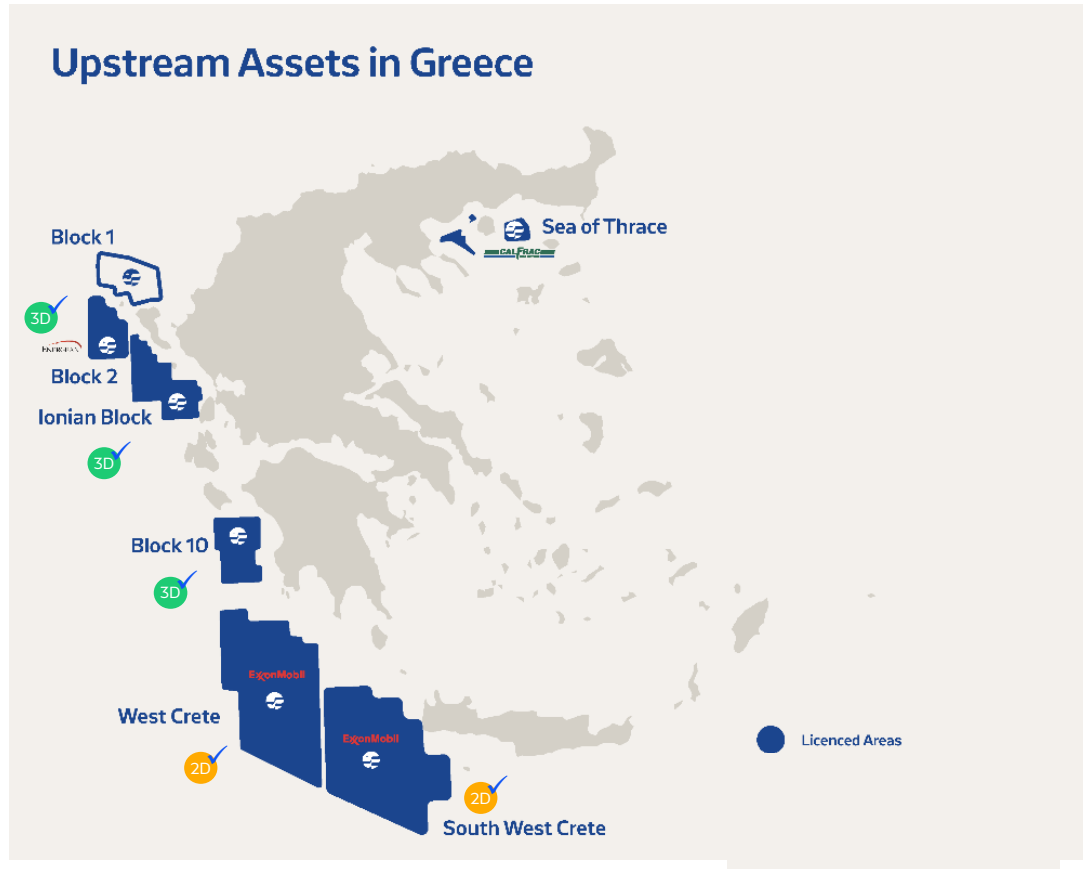 Upstream Assets in Greece
Sea of Thrace
CALFRAC
Block 1
3D
ENERGEAN
Block 2
Ionian Block
3D
Block 10
3D
ExxonMobil
West Crete
ExxonMobil
2D
2D
South West Crete
Licenced Areas